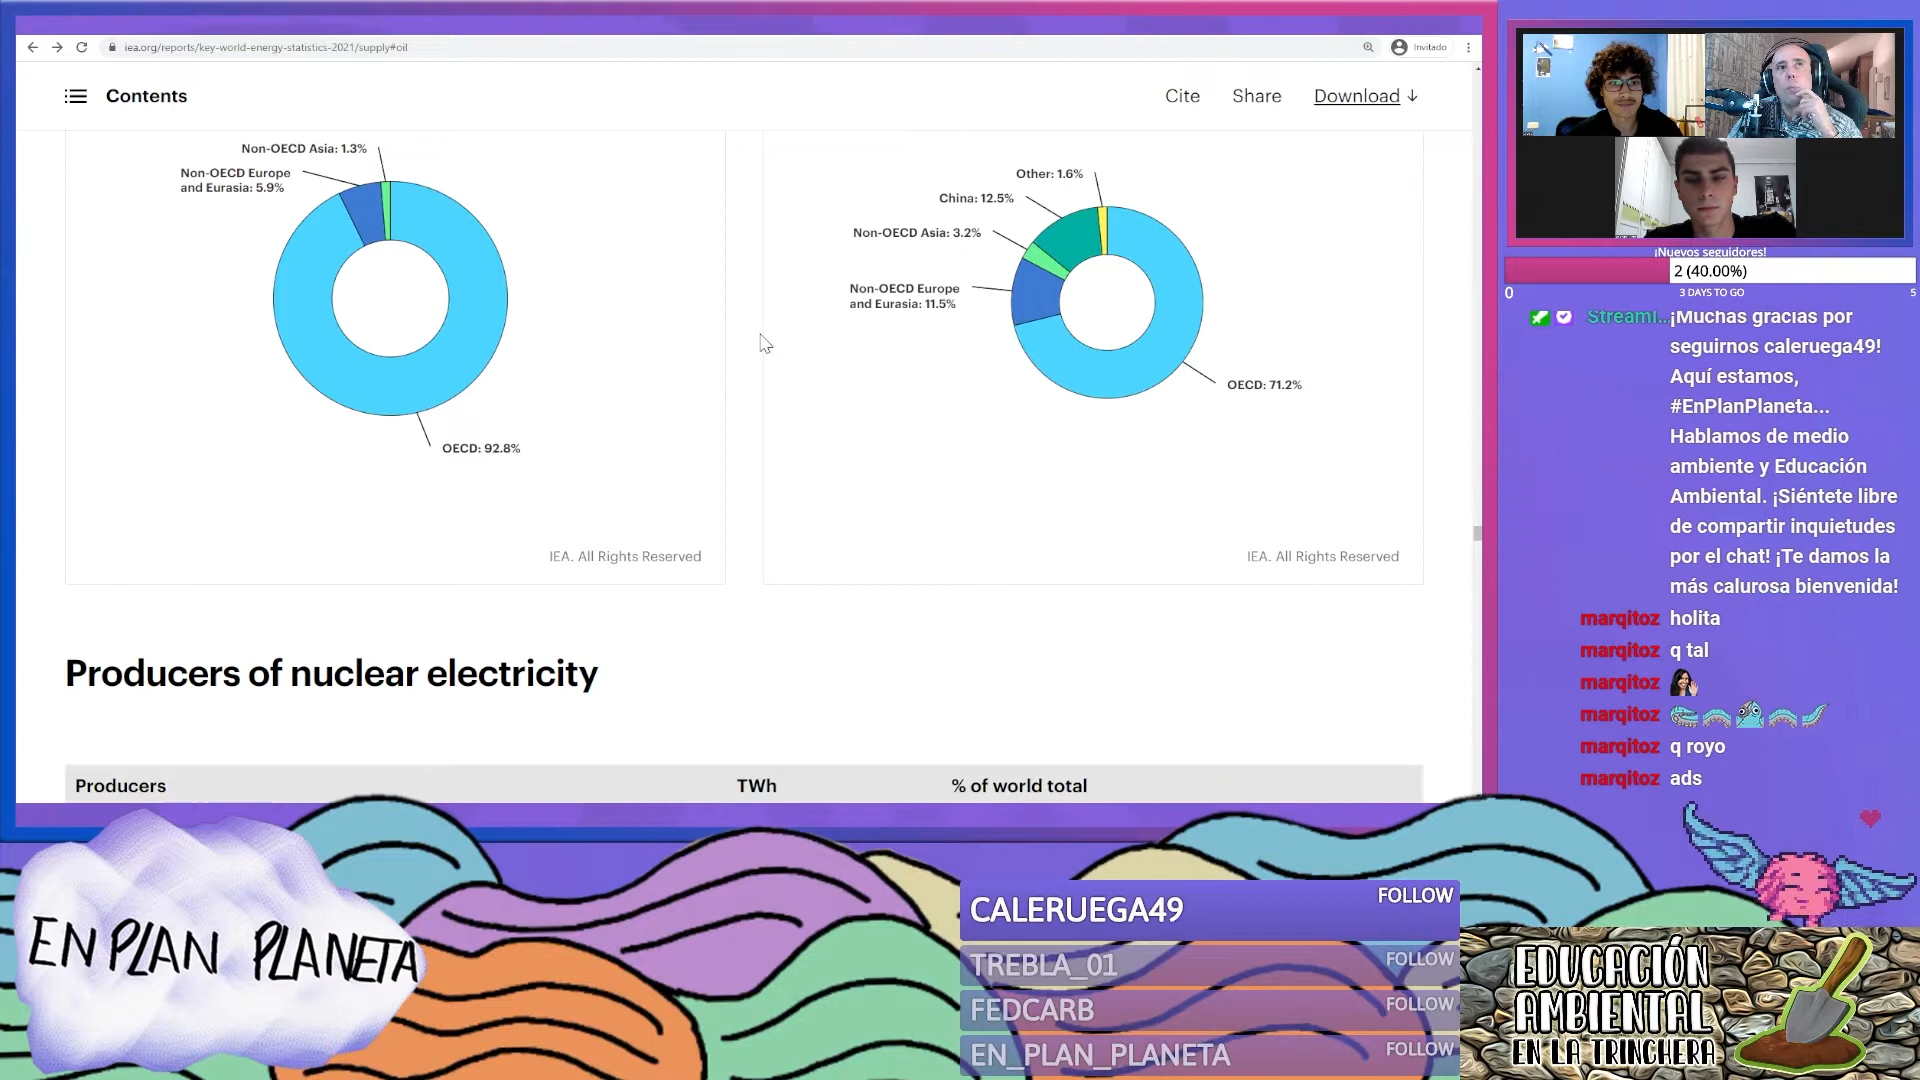 iea.org/reports/key-world-energy-statistics-2021/supply#oil
Invitado
Contents
Cite
Share
Download ↓
Non-OECD Asia: 1.3%
Non-OECD Europe
and Eurasia: 5.9%
OECD: 92.8%
IEA. All Rights Reserved
Other: 1.6%
China: 12.5%
Non-OECD Asia: 3.2%
Non-OECD Europe
and Eurasia: 11.5%
OECD: 71.2%
IEA. All Rights Reserved
Producers of nuclear electricity
Producers
TWh
% of world total
¡Nuevos seguidores!
2 (40.00%)
0
3 DAYS TO GO
5
Streaml... ¡Muchas gracias por
seguirnos caleruega49!
Aquí estamos,
#EnPlanPlaneta...
Hablamos de medio
ambiente y Educación
Ambiental. ¡Siéntete libre
de compartir inquietudes
por el chat! ¡Te damos la
más calurosa bienvenida!
marqitoz holita
marqitoz q tal
marqitoz
marqitoz
marqitoz q royo
marqitoz ads
EN PLAN PLANETA
CALERUEGA49 FOLLOW
TREBLA_01 FOLLOW
FEDCARB FOLLOW
EN_PLAN_PLANETA FOLLOW
EDUCACIÓN
AMBIENTAL
EN LA TRINCHERA